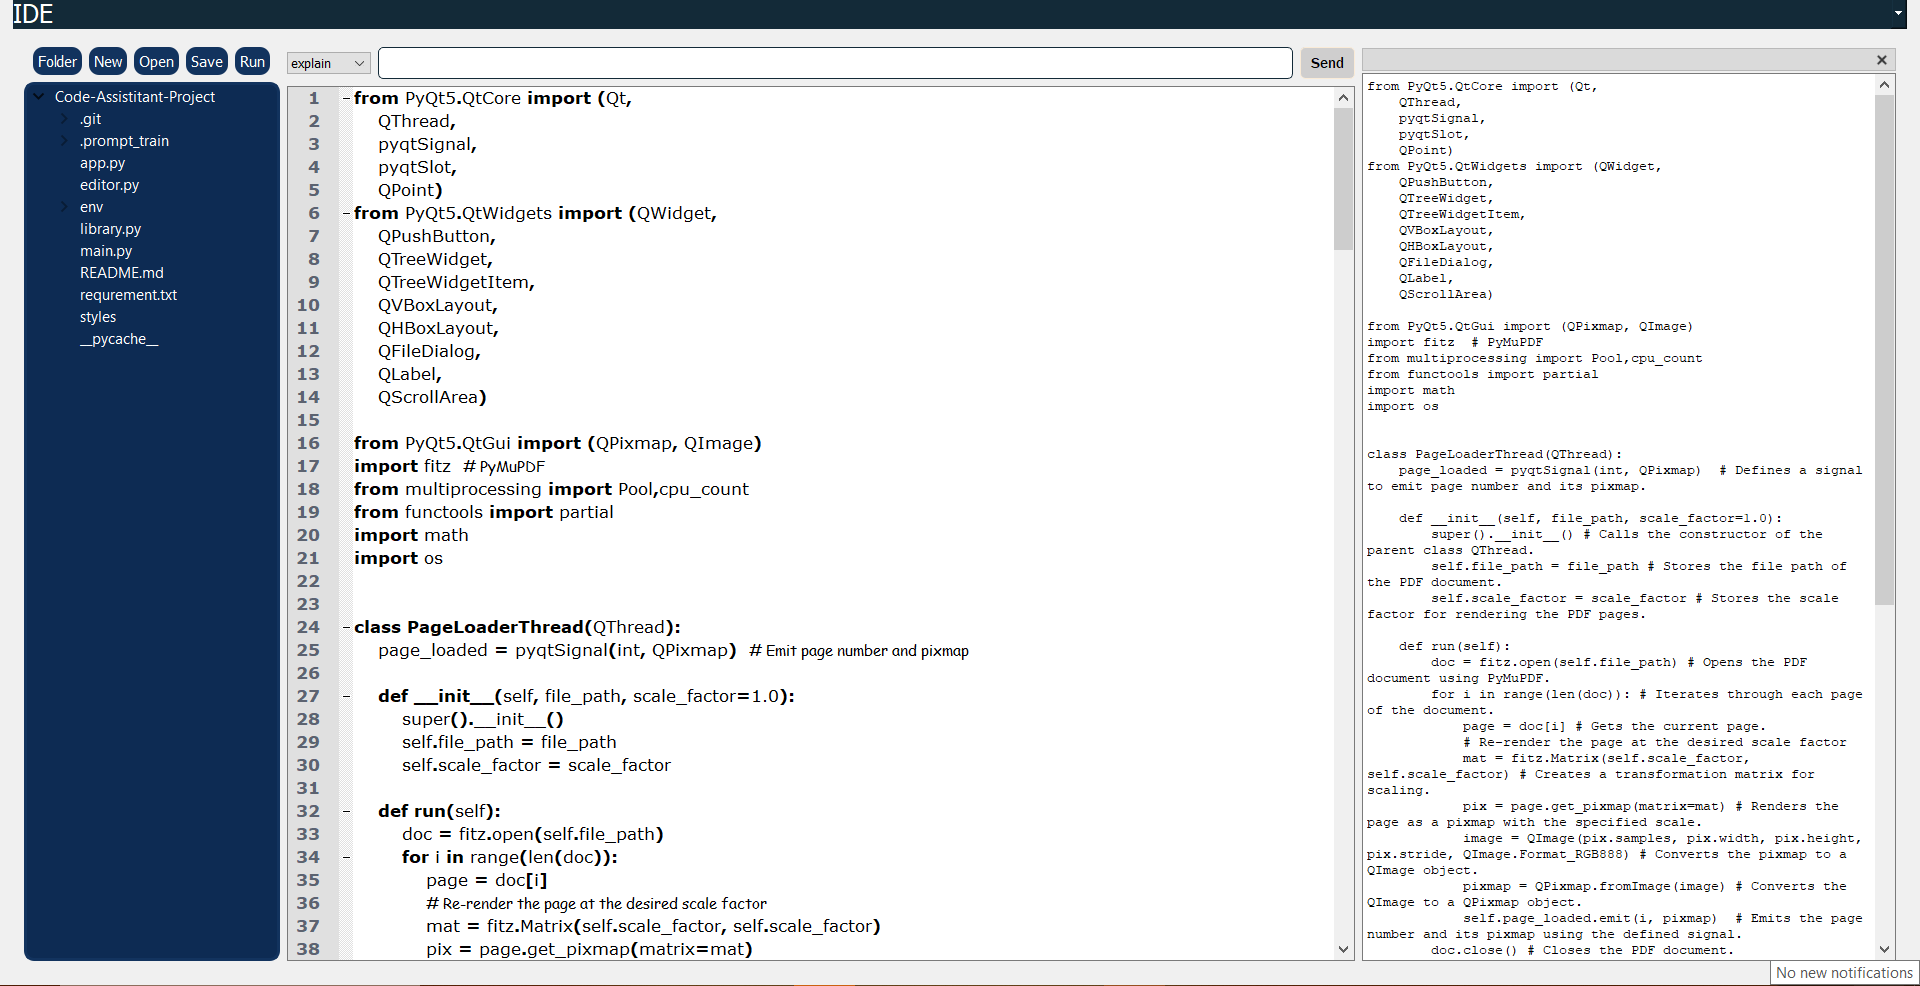 IDE
Folder New Open Save Run
explain
Send
Code-Assistitant-Project
.git
.prompt_train
app.py
editor.py
env
library.py
main.py
README.md
requrement.txt
styles
__pycache__
1 from PyQt5.QtCore import (Qt,
2     QThread,
3     pyqtSignal,
4     pyqtSlot,
5     QPoint)
6 from PyQt5.QtWidgets import (QWidget,
7     QPushButton,
8     QTreeWidget,
9     QTreeWidgetItem,
10     QVBoxLayout,
11     QHBoxLayout,
12     QFileDialog,
13     QLabel,
14     QScrollArea)
15
16 from PyQt5.QtGui import (QPixmap, QImage)
17 import fitz  # PyMuPDF
18 from multiprocessing import Pool,cpu_count
19 from functools import partial
20 import math
21 import os
22
23
24 class PageLoaderThread(QThread):
25     page_loaded = pyqtSignal(int, QPixmap)  # Emit page number and pixmap
26
27     def __init__(self, file_path, scale_factor=1.0):
28         super().__init__()
29         self.file_path = file_path
30         self.scale_factor = scale_factor
31
32     def run(self):
33         doc = fitz.open(self.file_path)
34         for i in range(len(doc)):
35             page = doc[i]
36             # Re-render the page at the desired scale factor
37             mat = fitz.Matrix(self.scale_factor, self.scale_factor)
38             pix = page.get_pixmap(matrix=mat)
from PyQt5.QtCore import (Qt,
    QThread,
    pyqtSignal,
    pyqtSlot,
    QPoint)
from PyQt5.QtWidgets import (QWidget,
    QPushButton,
    QTreeWidget,
    QTreeWidgetItem,
    QVBoxLayout,
    QHBoxLayout,
    QFileDialog,
    QLabel,
    QScrollArea)
from PyQt5.QtGui import (QPixmap, QImage)
import fitz  # PyMuPDF
from multiprocessing import Pool,cpu_count
from functools import partial
import math
import os
class PageLoaderThread(QThread):
    page_loaded = pyqtSignal(int, QPixmap)  # Defines a signal
to emit page number and its pixmap.
    def __init__(self, file_path, scale_factor=1.0):
        super().__init__() # Calls the constructor of the
parent class QThread.
        self.file_path = file_path # Stores the file path of
the PDF document.
        self.scale_factor = scale_factor # Stores the scale
factor for rendering the PDF pages.
    def run(self):
        doc = fitz.open(self.file_path) # Opens the PDF
document using PyMuPDF.
        for i in range(len(doc)): # Iterates through each page
of the document.
            page = doc[i] # Gets the current page.
            # Re-render the page at the desired scale factor
            mat = fitz.Matrix(self.scale_factor,
self.scale_factor) # Creates a transformation matrix for
scaling.
            pix = page.get_pixmap(matrix=mat) # Renders the
page as a pixmap with the specified scale.
            image = QImage(pix.samples, pix.width, pix.height,
pix.stride, QImage.Format_RGB888) # Converts the pixmap to a
QImage object.
            pixmap = QPixmap.fromImage(image) # Converts the
QImage to a QPixmap object.
            self.page_loaded.emit(i, pixmap)  # Emits the page
number and its pixmap using the defined signal.
        doc.close() # Closes the PDF document.
No new notifications